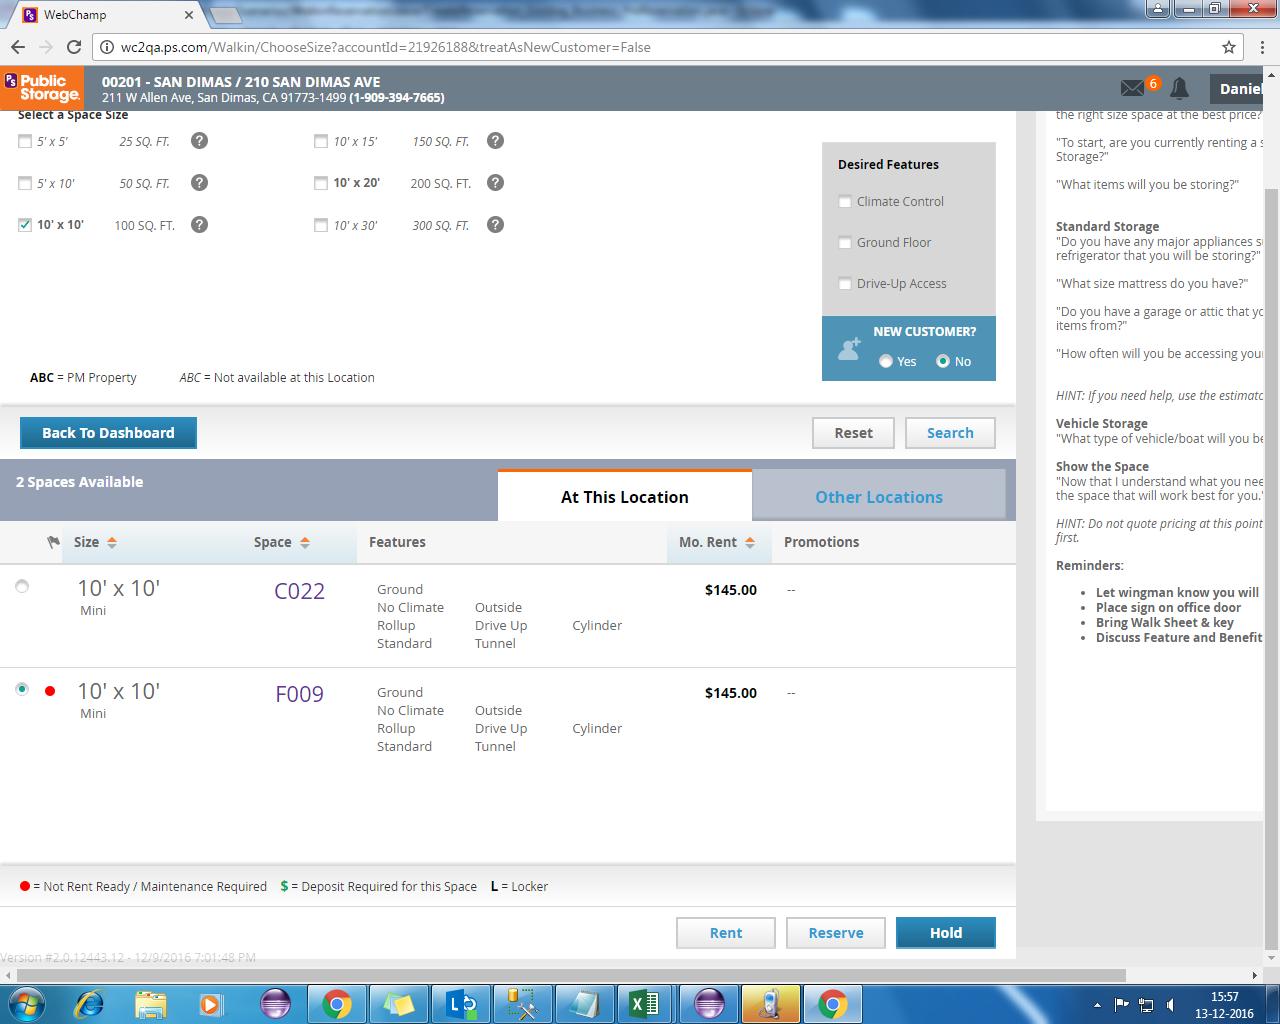 WebChamp
wc2qa.ps.com/Walkin/ChooseSize?accountId=21926188&treatAsNewCustomer=False
PS Public Storage
00201 - SAN DIMAS / 210 SAN DIMAS AVE
211 W Allen Ave, San Dimas, CA 91773-1499 (1-909-394-7665)
6
Daniel
Select a Space Size
5' x 5' 25 SQ. FT. ?
10' x 15' 150 SQ. FT. ?
5' x 10' 50 SQ. FT. ?
10' x 20' 200 SQ. FT. ?
10' x 10' 100 SQ. FT. ?
10' x 30' 300 SQ. FT. ?
Desired Features
Climate Control
Ground Floor
Drive-Up Access
NEW CUSTOMER?
Yes No
ABC = PM Property ABC = Not available at this Location
Back To Dashboard
Reset Search
2 Spaces Available
At This Location
Other Locations
Size Space Features Mo. Rent Promotions
10' x 10' C022 $145.00 --
Mini
Ground
No Climate Outside
Rollup Drive Up Cylinder
Standard Tunnel
10' x 10' F009 $145.00 --
Mini
Ground
No Climate Outside
Rollup Drive Up Cylinder
Standard Tunnel
= Not Rent Ready / Maintenance Required $ = Deposit Required for this Space L = Locker
Rent Reserve Hold
Version #2.0.12443.12 - 12/9/2016 7:01:48 PM
the right size space at the best price?
"To start, are you currently renting a s
Storage?"
"What items will you be storing?"
Standard Storage
"Do you have any major appliances su
refrigerator that you will be storing?"
"What size mattress do you have?"
"Do you have a garage or attic that yo
items from?"
"How often will you be accessing your
HINT: If you need help, use the estimato
Vehicle Storage
"What type of vehicle/boat will you be
Show the Space
"Now that I understand what you nee
the space that will work best for you."
HINT: Do not quote pricing at this point
first.
Reminders:
• Let wingman know you will
• Place sign on office door
• Bring Walk Sheet & key
• Discuss Feature and Benefit
15:57
13-12-2016